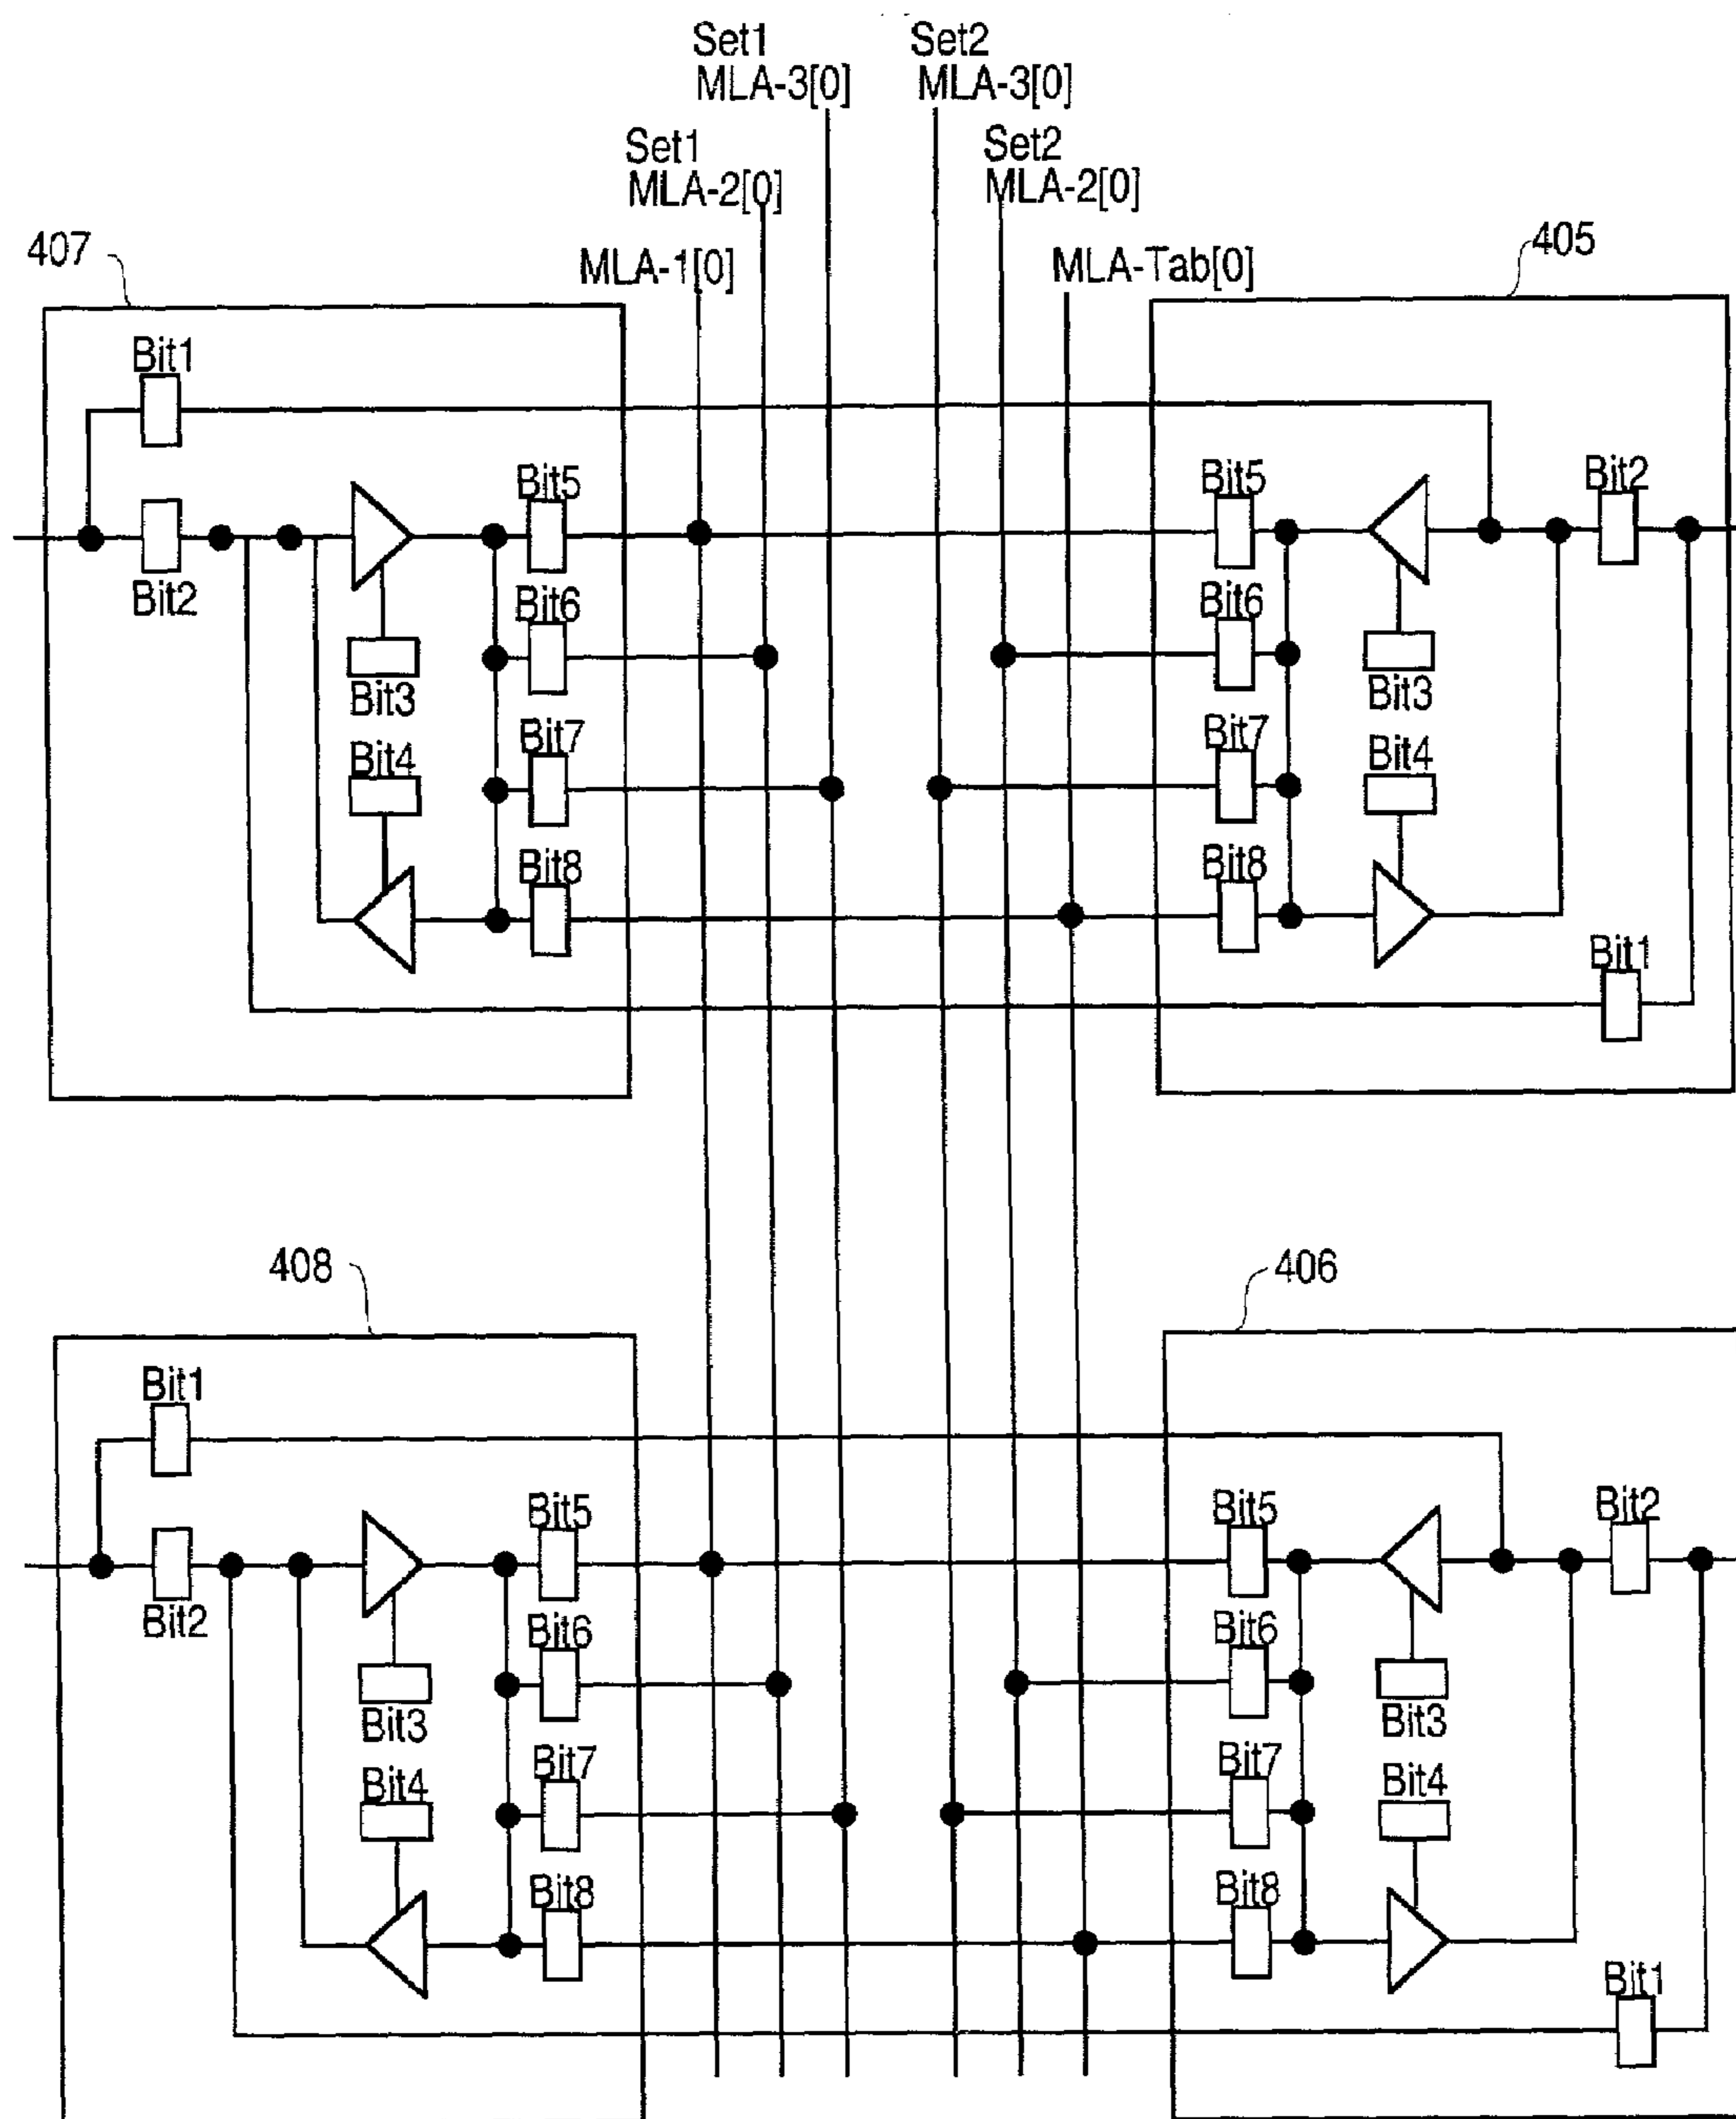 Set1
MLA-3[0]
Set2
MLA-3[0]
Set1
MLA-2[0]
Set2
MLA-2[0]
407
MLA-1[0]
MLA-Tab[0]
405
Bit1
Bit5
Bit5
Bit2
Bit2
Bit6
Bit6
Bit3
Bit3
Bit7
Bit7
Bit4
Bit4
Bit8
Bit8
Bit1
408
406
Bit1
Bit5
Bit5
Bit2
Bit2
Bit6
Bit6
Bit3
Bit3
Bit7
Bit7
Bit4
Bit4
Bit8
Bit8
Bit1